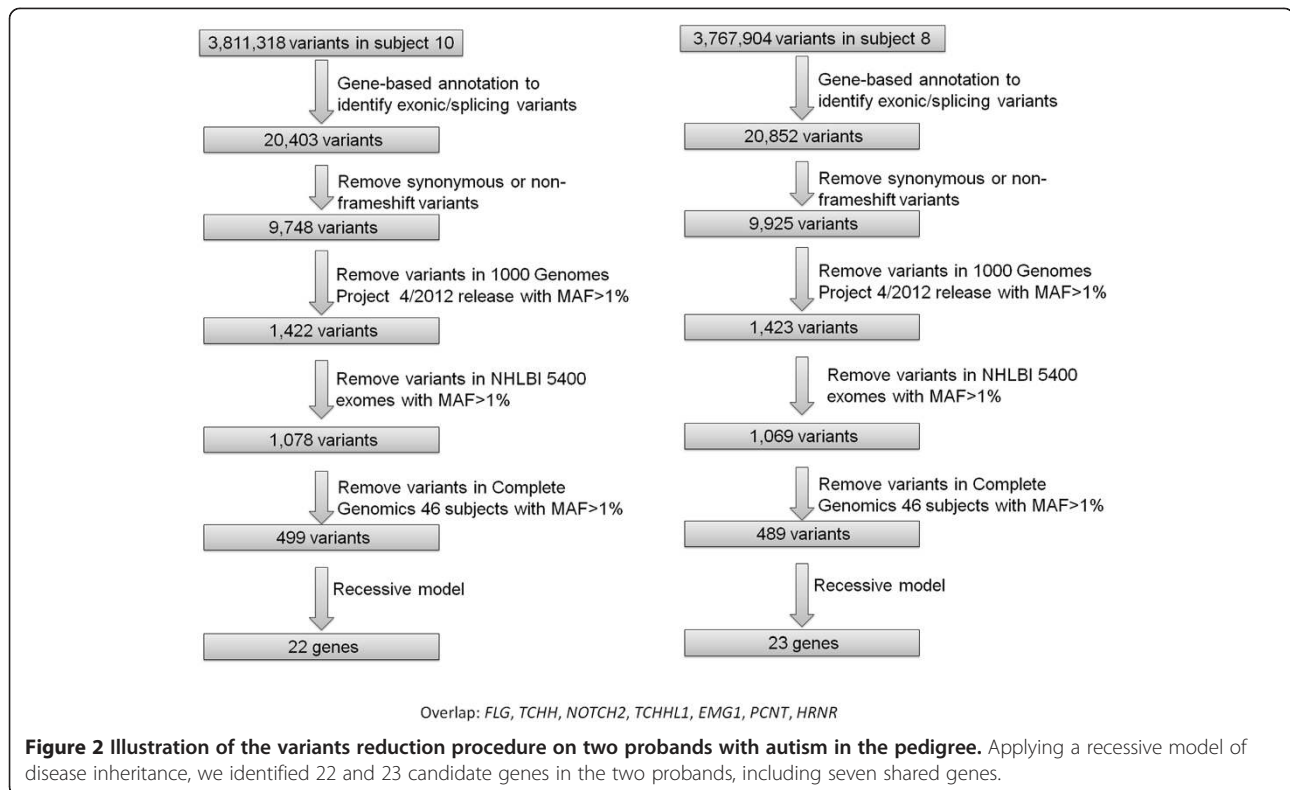 3,811,318 variants in subject 10
Gene-based annotation to
identify exonic/splicing variants
20,403 variants
Remove synonymous or non-
frameshift variants
9,748 variants
Remove variants in 1000 Genomes
Project 4/2012 release with MAF>1%
1,422 variants
Remove variants in NHLBI 5400
exomes with MAF>1%
1,078 variants
Remove variants in Complete
Genomics 46 subjects with MAF>1%
499 variants
Recessive model
22 genes
3,767,904 variants in subject 8
Gene-based annotation to
identify exonic/splicing variants
20,852 variants
Remove synonymous or non-
frameshift variants
9,925 variants
Remove variants in 1000 Genomes
Project 4/2012 release with MAF>1%
1,423 variants
Remove variants in NHLBI 5400
exomes with MAF>1%
1,069 variants
Remove variants in Complete
Genomics 46 subjects with MAF>1%
489 variants
Recessive model
23 genes
Overlap: FLG, TCHH, NOTCH2, TCHHL1, EMG1, PCNT, HRNR
Figure 2 Illustration of the variants reduction procedure on two probands with autism in the pedigree. Applying a recessive model of
disease inheritance, we identified 22 and 23 candidate genes in the two probands, including seven shared genes.